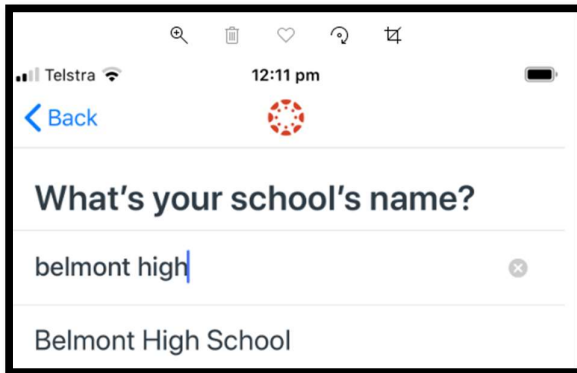 Telstra 12:11 pm
Back
What's your school's name?
belmont high
Belmont High School